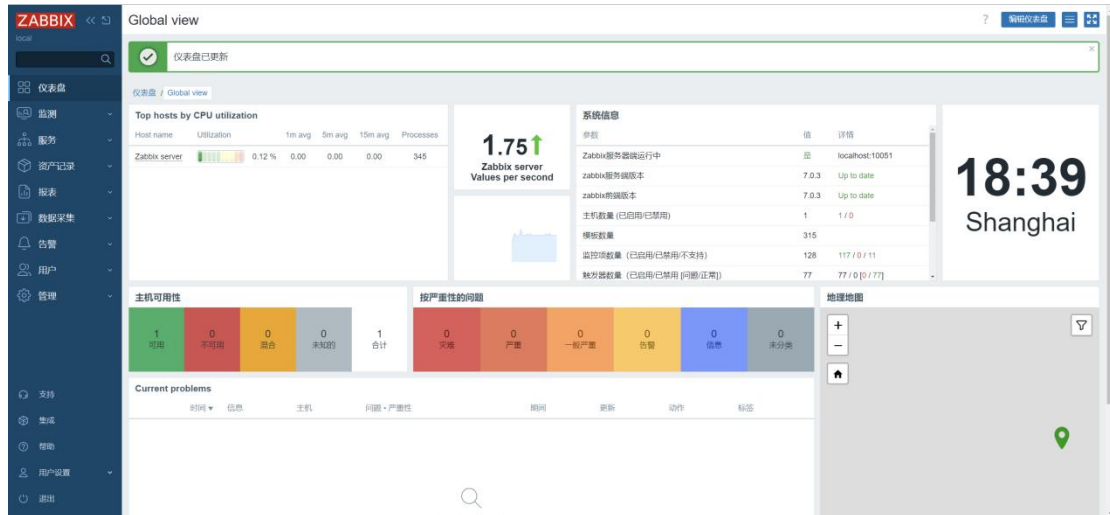 ZABBIX
local
仪表盘
监测
服务
资产记录
报表
数据采集
告警
用户
管理
支持
集成
帮助
用户设置
退出
Global view
? 编辑仪表盘
仪表盘已更新
仪表盘 / Global view
Top hosts by CPU utilization
Host name Utilization 1m avg 5m avg 15m avg Processes
Zabbix server 0.12 % 0.00 0.00 0.00 345
1.75
Zabbix server
Values per second
系统信息
参数 值 详情
Zabbix服务器端运行中 是 localhost:10051
zabbix服务端版本 7.0.3 Up to date
zabbix前端版本 7.0.3 Up to date
主机数量 (已启用/已禁用) 1 1 / 0
模板数量 315
监控项数量 (已启用/已禁用/不支持) 128 117 / 0 / 11
触发器数量 (已启用/已禁用 [问题/正常]) 77 77 / 0 [0 / 77]
18:39
Shanghai
主机可用性
1 0 0 0 1
可用 不可用 混合 未知的 合计
按严重性的问题
0 0 0 0 0 0
灾难 严重 一般严重 告警 信息 未分类
地理地图
+
−
Current problems
时间 信息 主机 问题 • 严重性 期间 更新 动作 标签